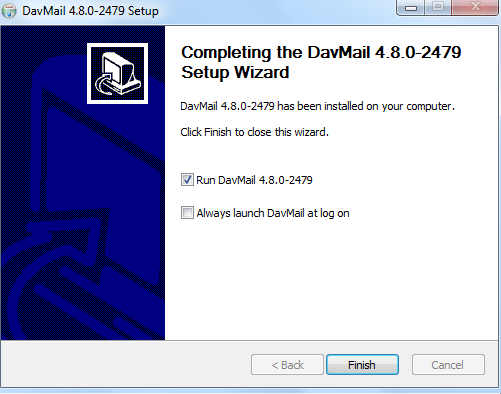 DavMail 4.8.0-2479 Setup
Completing the DavMail 4.8.0-2479
Setup Wizard
DavMail 4.8.0-2479 has been installed on your computer.
Click Finish to close this wizard.
Run DavMail 4.8.0-2479
Always launch DavMail at log on
< Back
Finish
Cancel